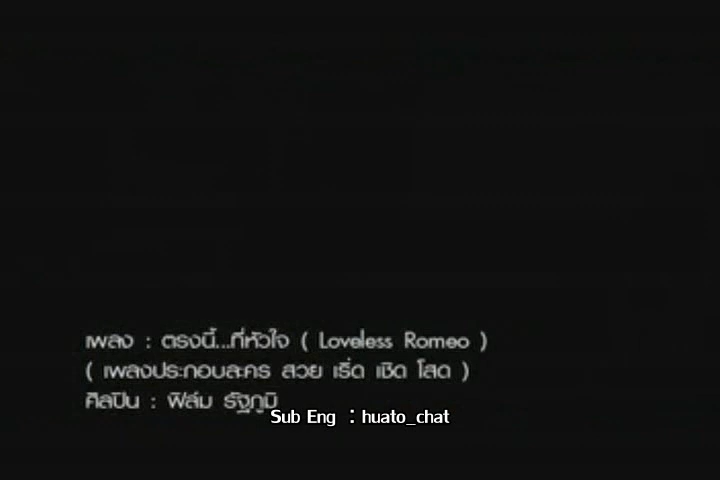 เพลง : ตรงนี้...ที่หัวใจ ( Loveless Romeo )
( เพลงประกอบละคร สวย เริ่ด เชิด โสด )
ศิลปิน : ฟิล์ม รัฐภูมิ
Sub Eng : huato_chat